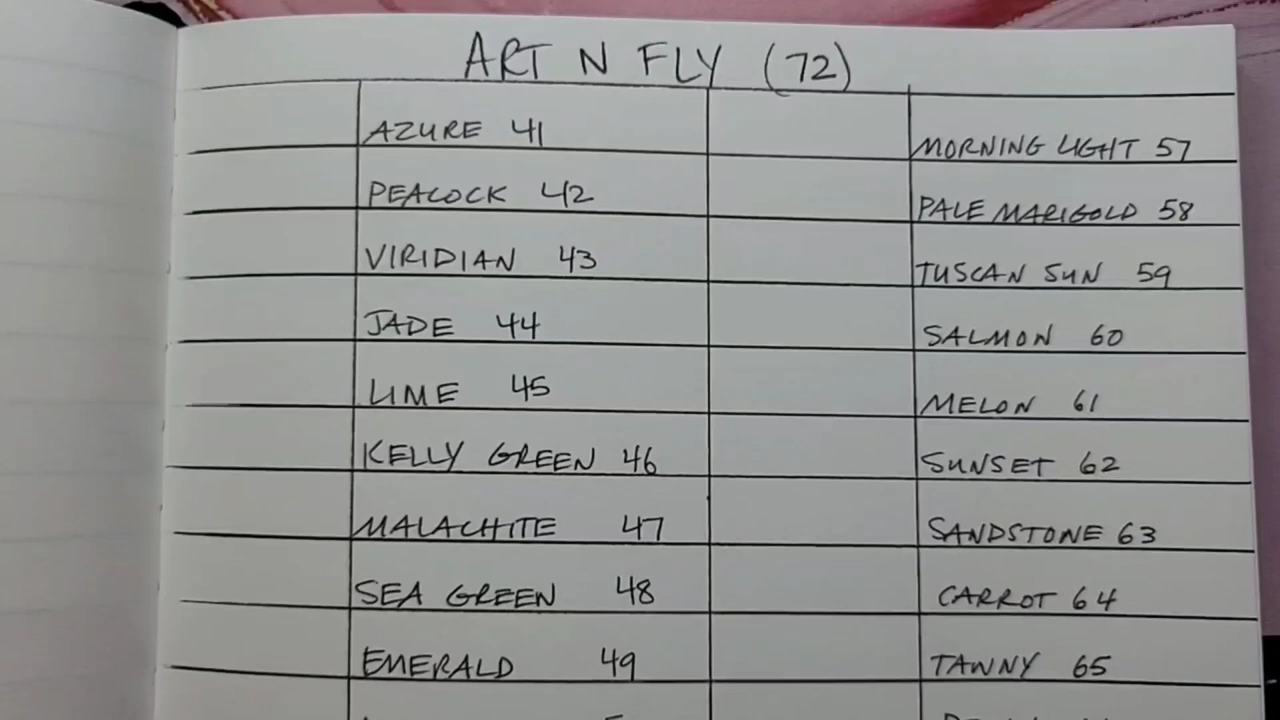 ART N FLY (72)
AZURE 41
MORNING LIGHT 57
PEACOCK 42
PALE MARIGOLD 58
VIRIDIAN 43
TUSCAN SUN 59
JADE 44
SALMON 60
LIME 45
MELON 61
KELLY GREEN 46
SUNSET 62
MALACHITE 47
SANDSTONE 63
SEA GREEN 48
CARROT 64
EMERALD 49
TAWNY 65